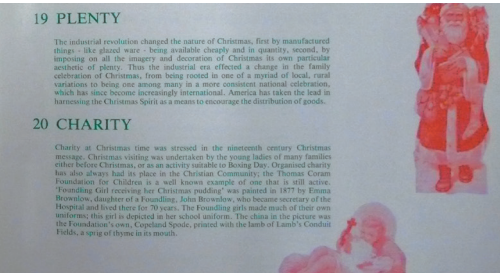 19 PLENTY
The industrial revolution changed the nature of Christmas, first by manufactured
things - like glazed ware - being available cheaply and in quantity, second, by
imposing on all the imagery and decoration of Christmas its own particular
aesthetic of plenty. Thus the industrial era effected a change in the family
celebration of Christmas, from being rooted in one of a myriad of local, rural
variations to being one among many in a more consistent national celebration,
which has since become increasingly international. America has taken the lead in
harnessing the Christmas Spirit as a means to encourage the distribution of goods.
20 CHARITY
Charity at Christmas time was stressed in the nineteenth century Christmas
message. Christmas visiting was undertaken by the young ladies of many families
either before Christmas, or as an activity suitable to Boxing Day. Organised charity
has also always had its place in the Christian Community; the Thomas Coram
Foundation for Children is a well known example of one that is still active.
'Foundling Girl receiving her Christmas pudding' was painted in 1877 by Emma
Brownlow, daughter of a Foundling, John Brownlow, who became secretary of the
Hospital and lived there for 70 years. The Foundling girls made much of their own
uniforms; this girl is depicted in her school uniform. The china in the picture was
the Foundation's own, Copeland Spode, printed with the lamb of Lamb's Conduit
Fields, a sprig of thyme in its mouth.